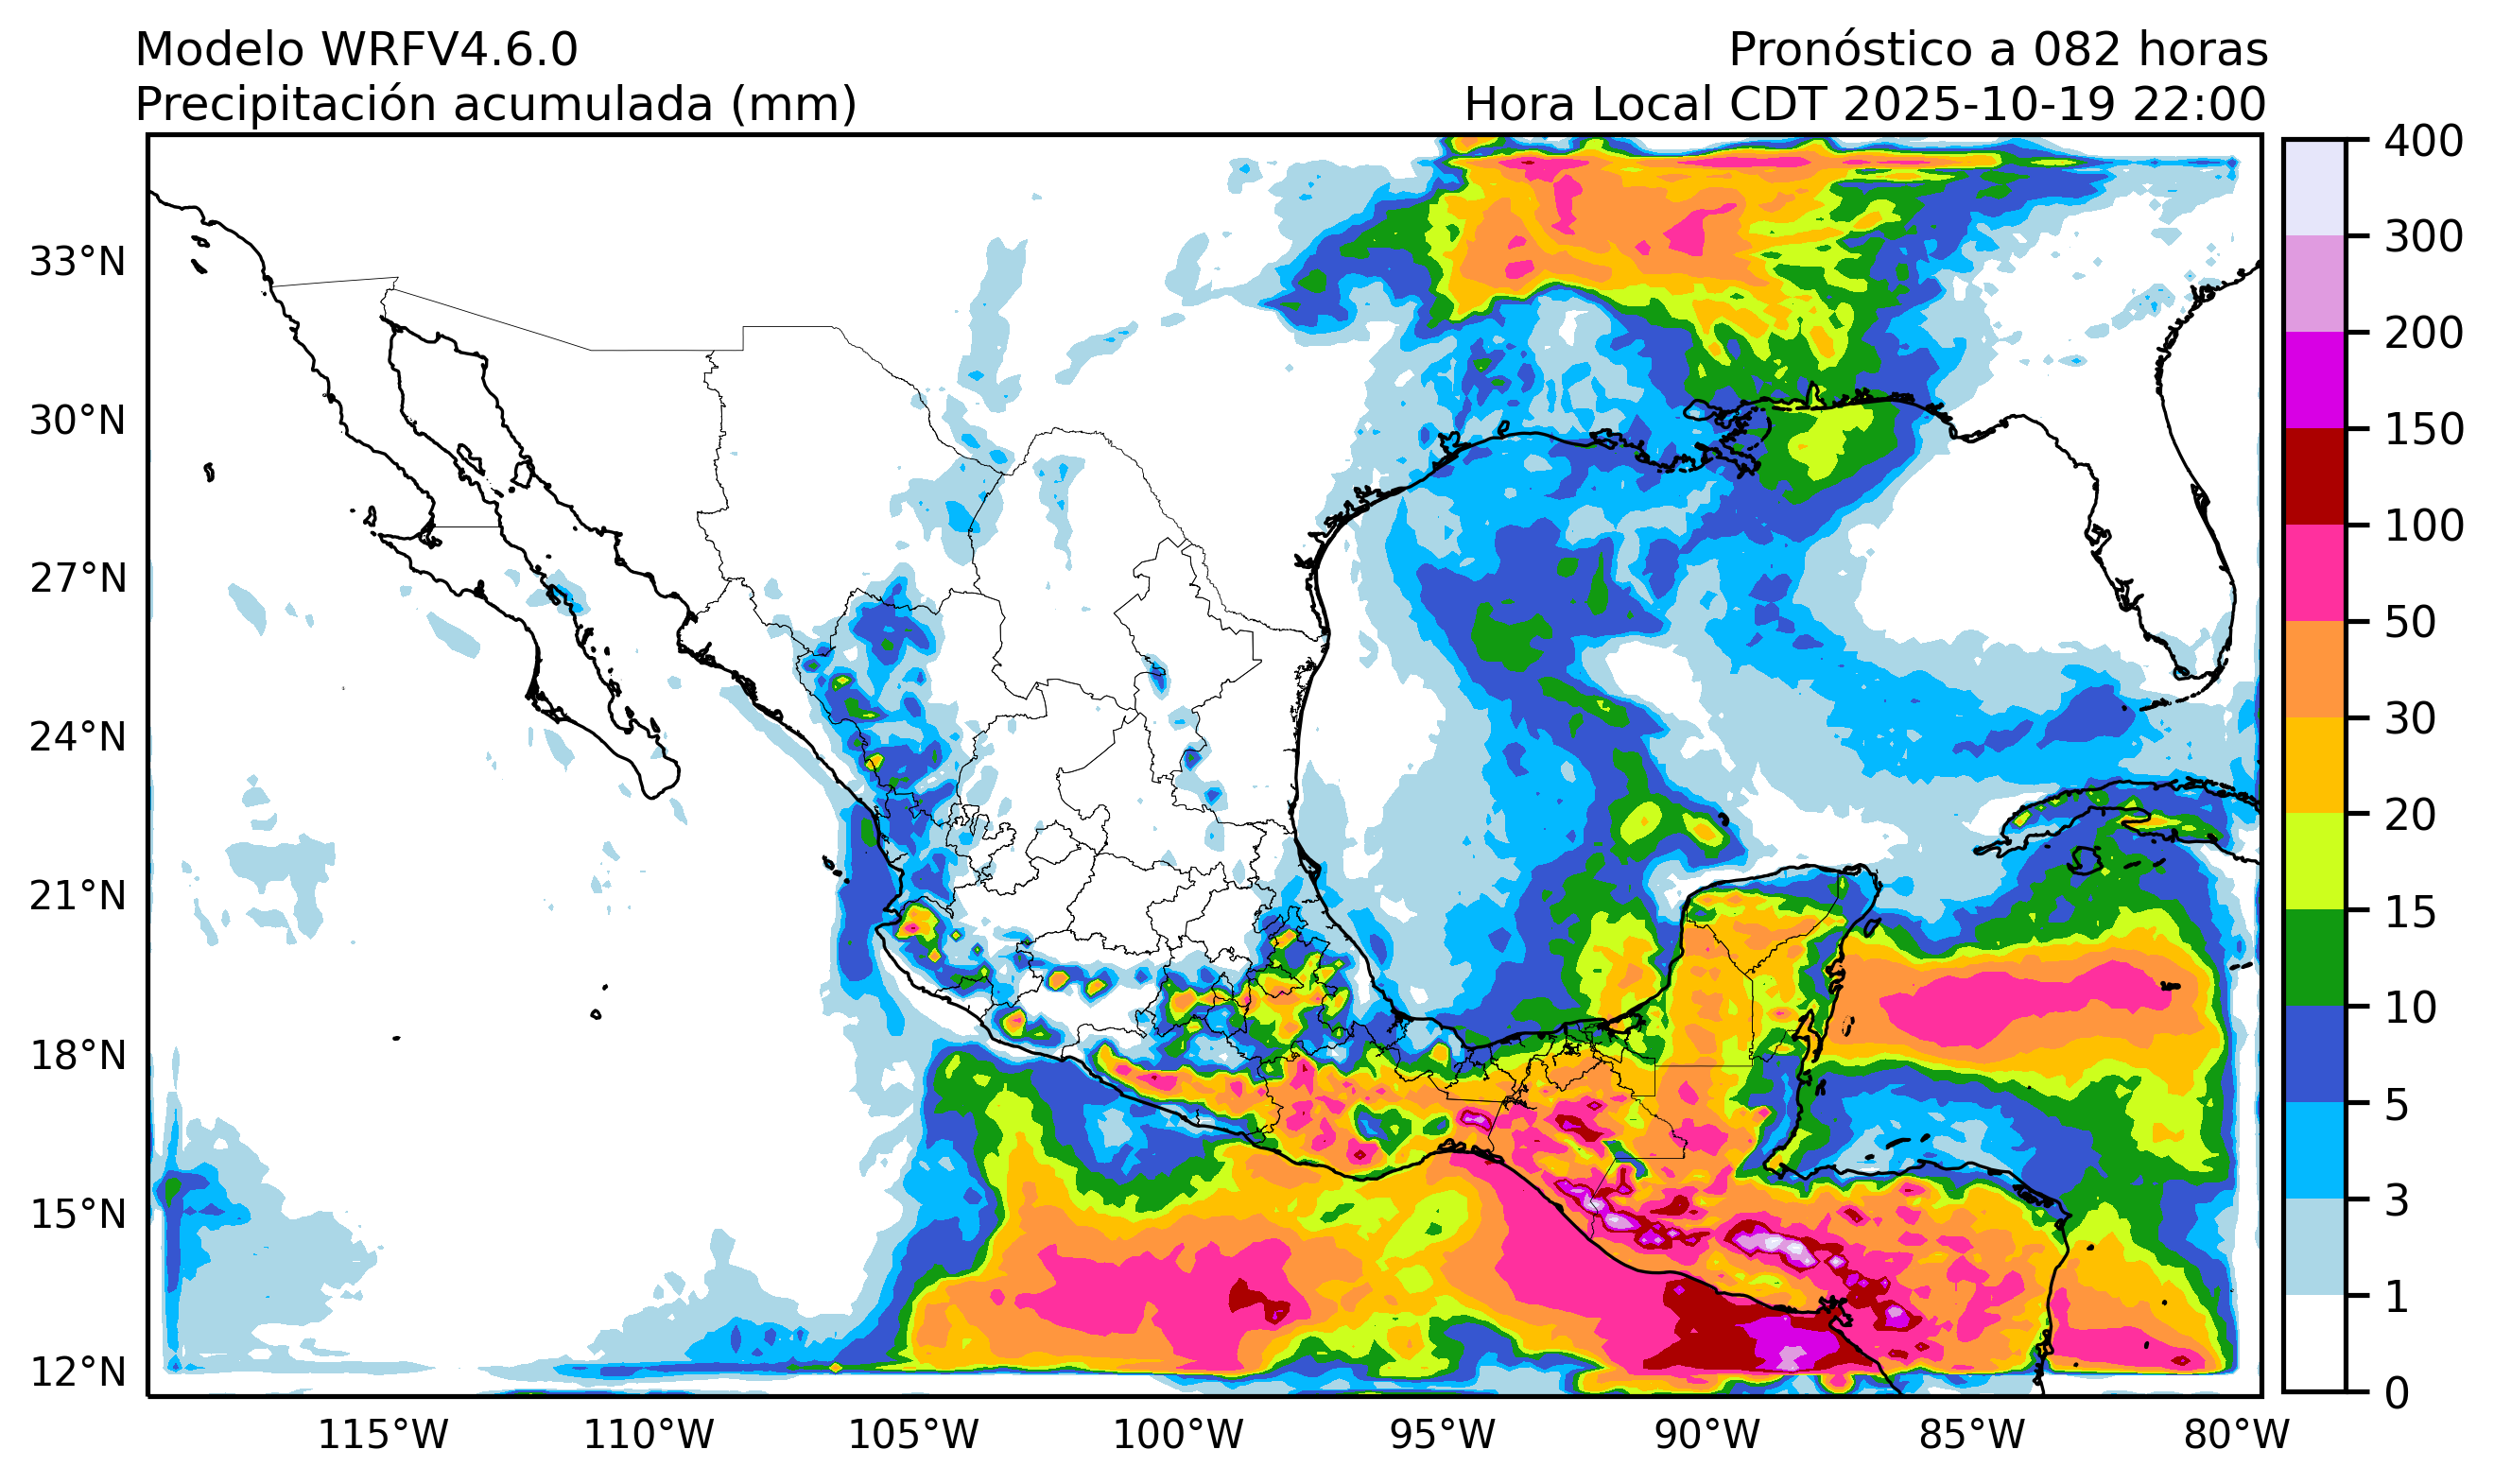 Modelo WRFV4.6.0
Pronóstico a 082 horas
Precipitación acumulada (mm)
Hora Local CDT 2025-10-19 22:00
400
300
200
150
100
50
30
20
15
10
5
3
1
0
33°N
30°N
27°N
24°N
21°N
18°N
15°N
12°N
115°W
110°W
105°W
100°W
95°W
90°W
85°W
80°W